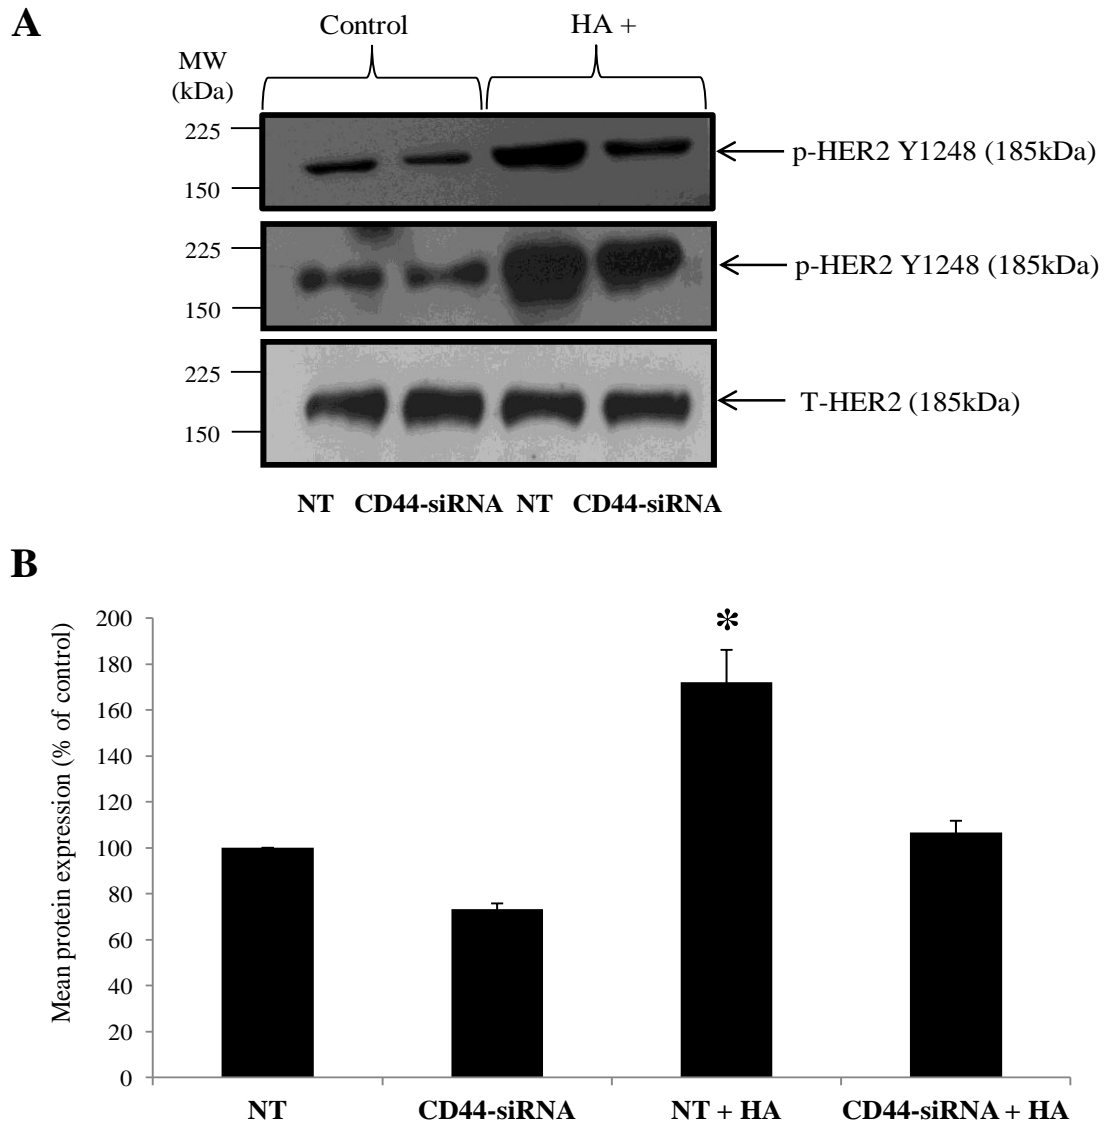 A
Control HA +
MW
(kDa)
225
p-HER2 Y1248 (185kDa)
150
225
p-HER2 Y1248 (185kDa)
150
225
T-HER2 (185kDa)
150
NT CD44-siRNA NT CD44-siRNA
B
Mean protein expression (% of control)
200
180
160
140
120
100
80
60
40
20
0
*
NT CD44-siRNA NT + HA CD44-siRNA + HA